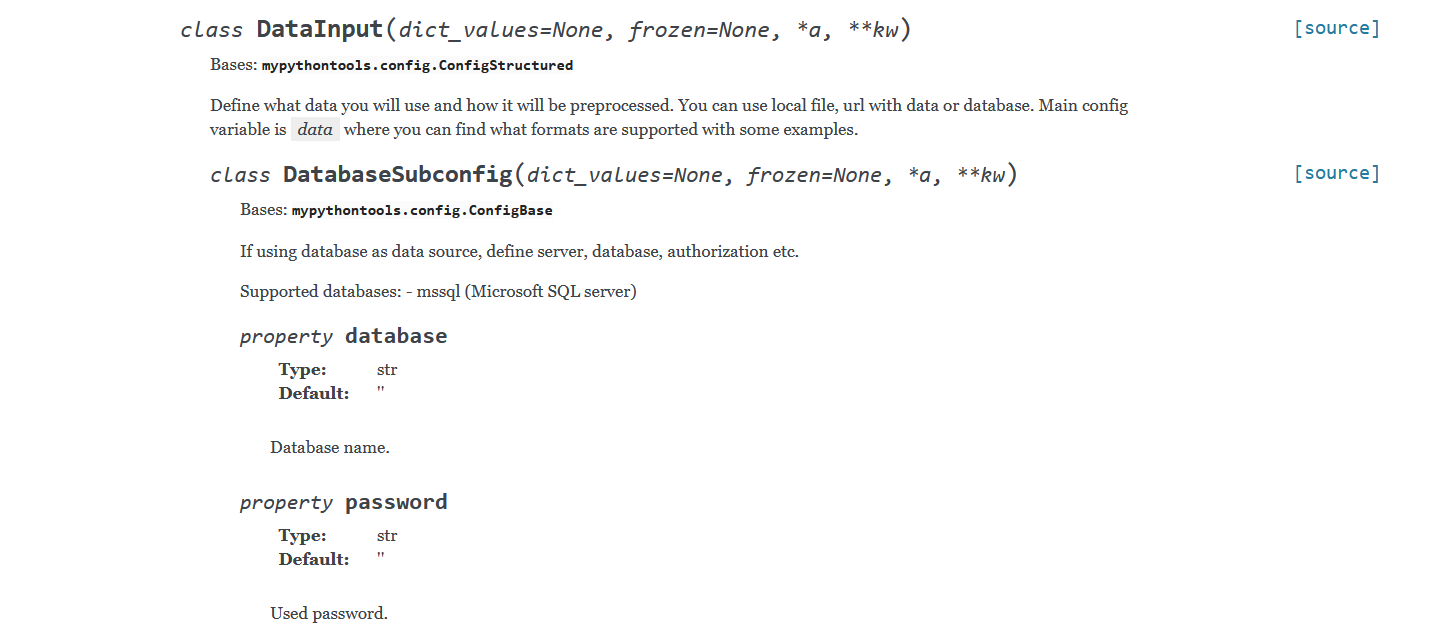 class DataInput(dict_values=None, frozen=None, *a, **kw) [source]
Bases: mypythontools.config.ConfigStructured
Define what data you will use and how it will be preprocessed. You can use local file, url with data or database. Main config
variable is data where you can find what formats are supported with some examples.
class DatabaseSubconfig(dict_values=None, frozen=None, *a, **kw) [source]
Bases: mypythontools.config.ConfigBase
If using database as data source, define server, database, authorization etc.
Supported databases: - mssql (Microsoft SQL server)
property database
Type: str
Default: ''
Database name.
property password
Type: str
Default: ''
Used password.